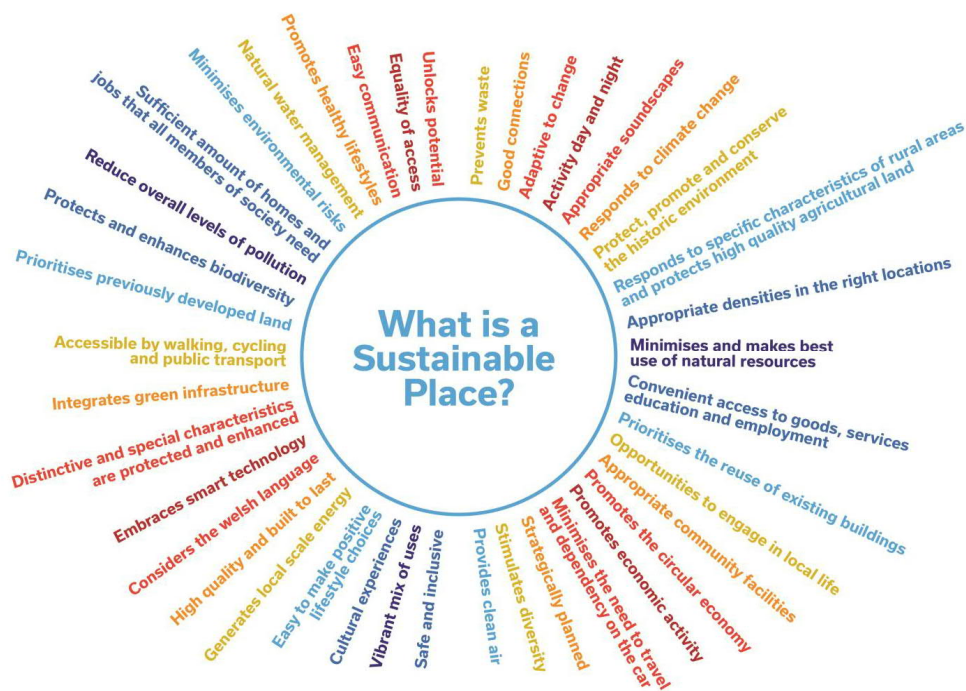 What is a
Sustainable
Place?
Prevents waste
Good connections
Adaptive to change
Activity day and night
Appropriate soundscapes
Responds to climate change
Protect, promote and conserve
the historic environment
Responds to specific characteristics of rural areas
and protects high quality agricultural land
Appropriate densities in the right locations
Minimises and makes best
use of natural resources
Convenient access to goods, services
education and employment
Prioritises the reuse of existing buildings
Opportunities to engage in local life
Appropriate community facilities
Promotes the circular economy
Promotes economic activity
Minimises the need to travel
and dependency on the car
Strategically planned
Stimulates diversity
Provides clean air
Safe and inclusive
Vibrant mix of uses
Cultural experiences
Easy to make positive
lifestyle choices
Generates local scale energy
High quality and built to last
Considers the welsh language
Embraces smart technology
Distinctive and special characteristics
are protected and enhanced
Integrates green infrastructure
Accessible by walking, cycling
and public transport
Prioritises previously developed land
Protects and enhances biodiversity
Reduce overall levels of pollution
Sufficient amount of homes and
jobs that all members of society need
Minimises environmental risks
Natural water management
Promotes healthy lifestyles
Easy communication
Equality of access
Unlocks potential